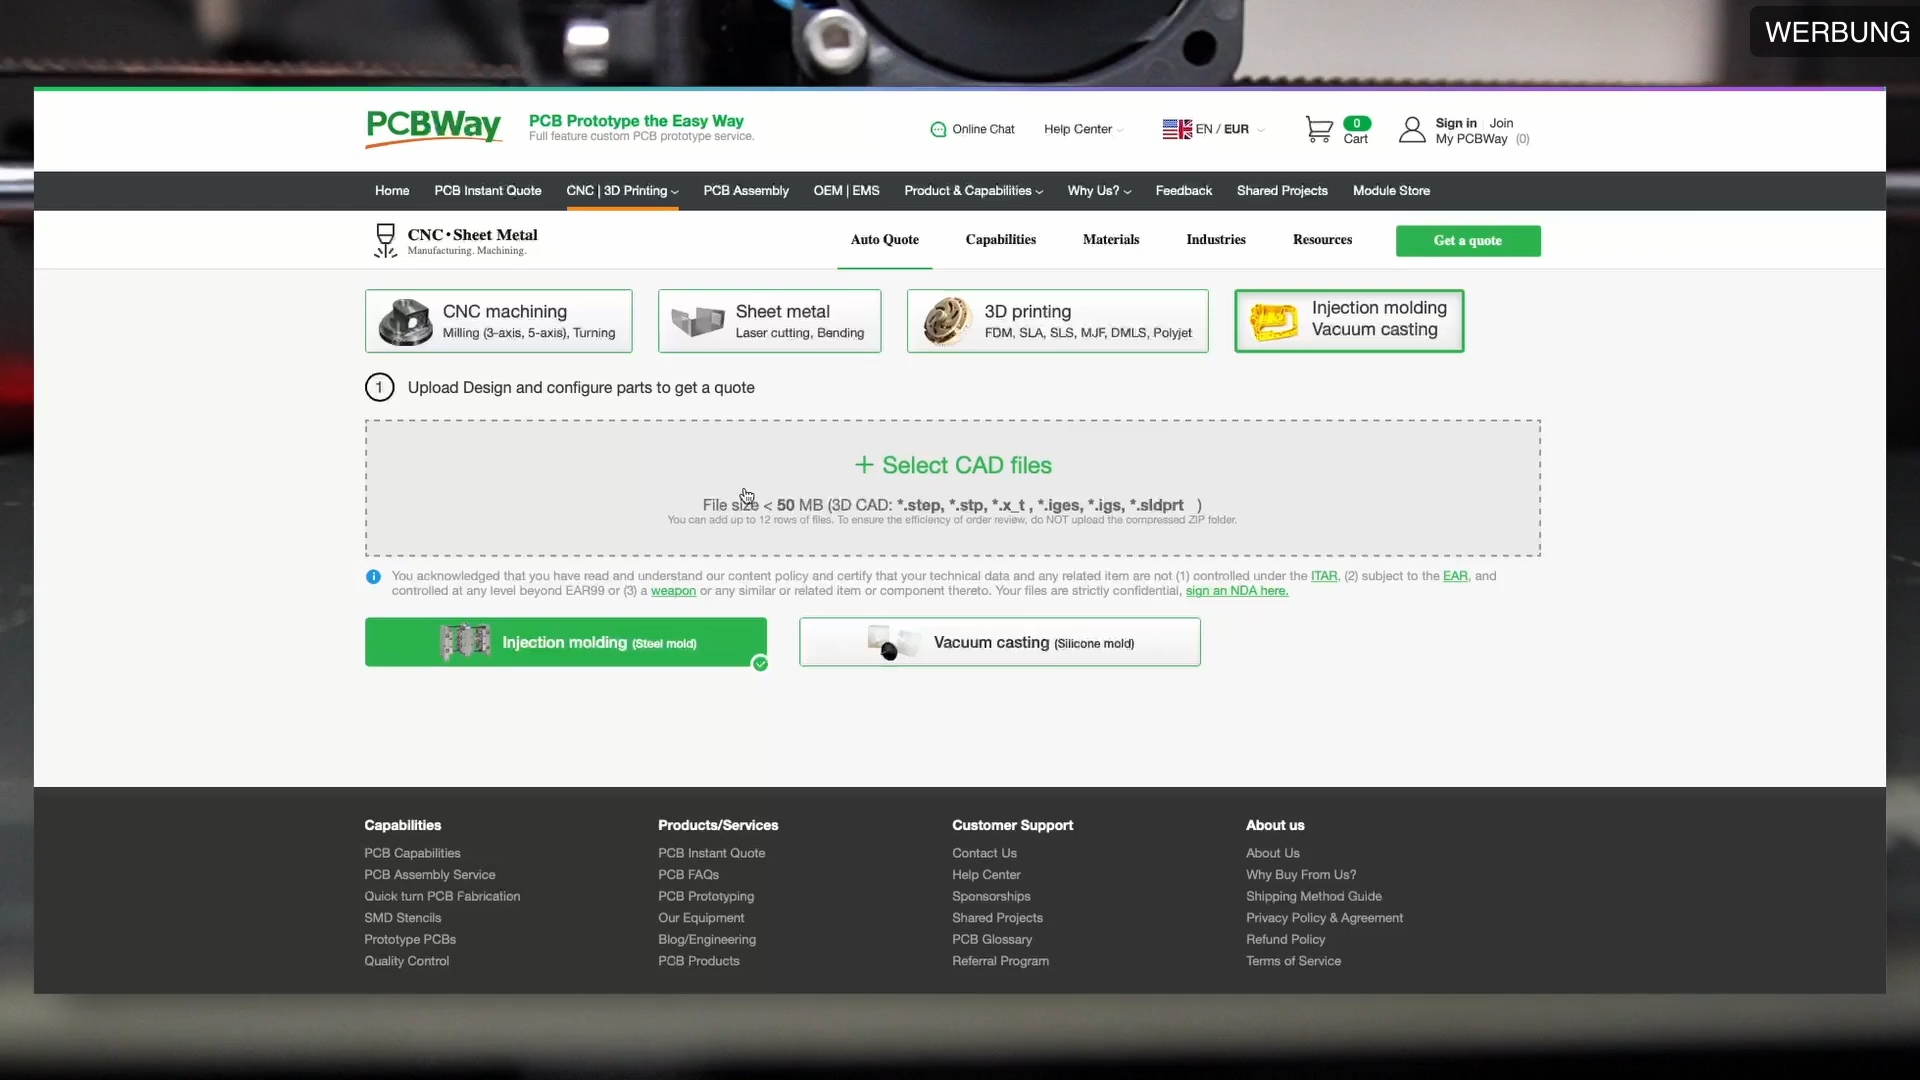 WERBUNG
PCBWay
PCB Prototype the Easy Way
Full feature custom PCB prototype service.
Online Chat
Help Center
EN / EUR
0
Cart
Sign in Join
My PCBWay (0)
Home PCB Instant Quote CNC | 3D Printing PCB Assembly OEM | EMS Product & Capabilities Why Us? Feedback Shared Projects Module Store
CNC•Sheet Metal
Manufacturing. Machining.
Auto Quote Capabilities Materials Industries Resources Get a quote
CNC machining
Milling (3-axis, 5-axis), Turning
Sheet metal
Laser cutting, Bending
3D printing
FDM, SLA, SLS, MJF, DMLS, Polyjet
Injection molding
Vacuum casting
1 Upload Design and configure parts to get a quote
+ Select CAD files
File size < 50 MB (3D CAD: *.step, *.stp, *.x_t , *.iges, *.igs, *.sldprt )
You can add up to 12 rows of files. To ensure the efficiency of order review, do NOT upload the compressed ZIP folder.
You acknowledged that you have read and understand our content policy and certify that your technical data and any related item are not (1) controlled under the ITAR, (2) subject to the EAR, and
controlled at any level beyond EAR99 or (3) a weapon or any similar or related item or component thereto. Your files are strictly confidential, sign an NDA here.
Injection molding (Steel mold)
Vacuum casting (Silicone mold)
Capabilities
PCB Capabilities
PCB Assembly Service
Quick turn PCB Fabrication
SMD Stencils
Prototype PCBs
Quality Control
Products/Services
PCB Instant Quote
PCB FAQs
PCB Prototyping
Our Equipment
Blog/Engineering
PCB Products
Customer Support
Contact Us
Help Center
Sponsorships
Shared Projects
PCB Glossary
Referral Program
About us
About Us
Why Buy From Us?
Shipping Method Guide
Privacy Policy & Agreement
Refund Policy
Terms of Service